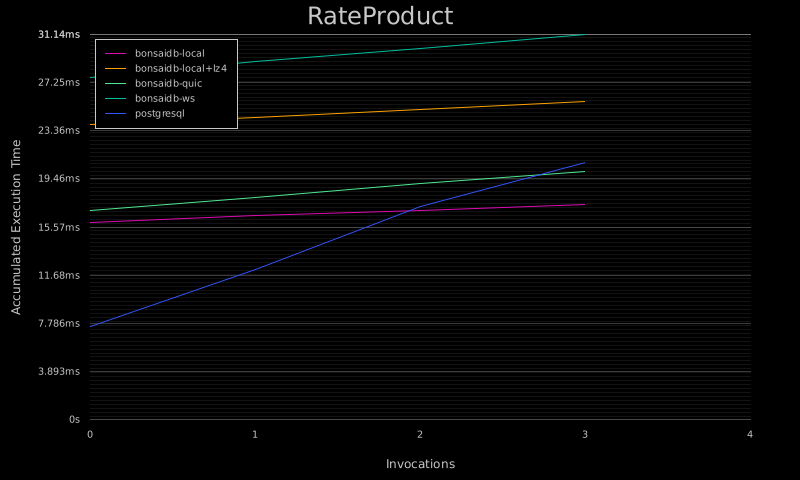 RateProduct
31.14ms
27.25ms
23.36ms
19.46ms
15.57ms
11.68ms
7.786ms
3.893ms
0s
bonsaidb-local
bonsaidb-local+lz4
bonsaidb-quic
bonsaidb-ws
postgresql
Accumulated Execution Time
0 1 2 3 4
Invocations